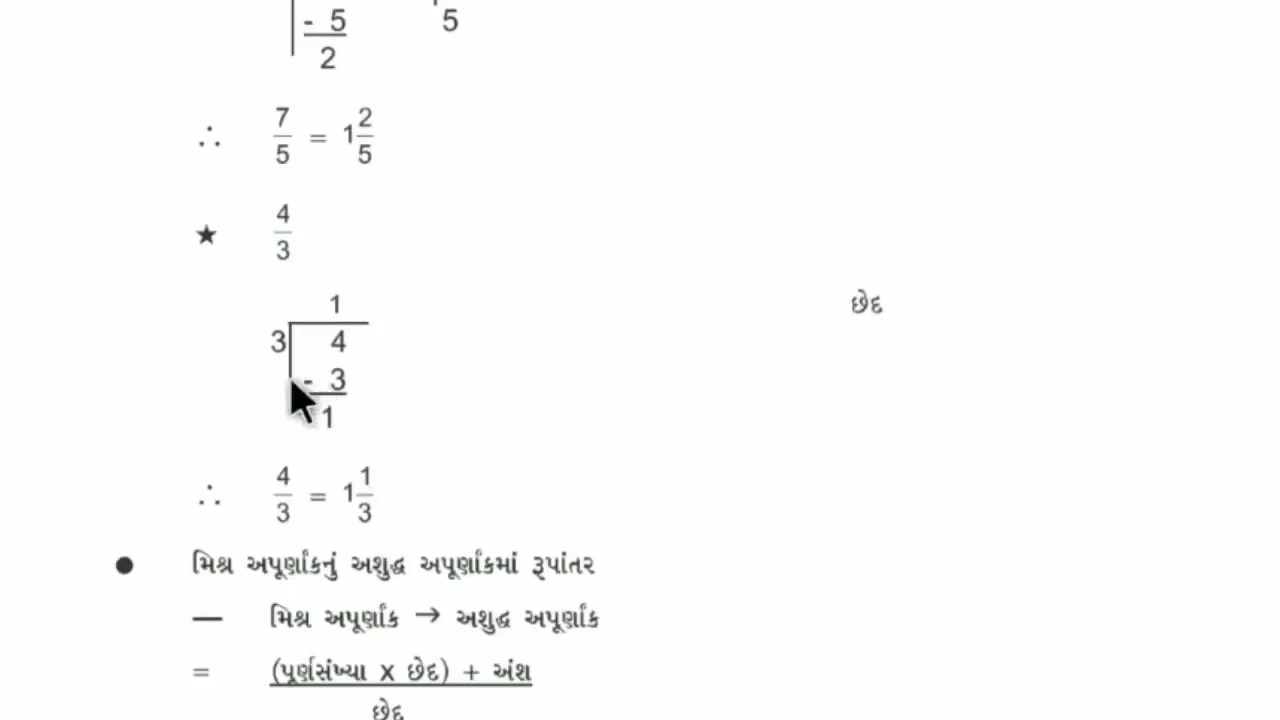 - 5 5
2
∴ 7/5 = 1 2/5
★ 4/3
છેદ
1
3 4
- 3
1
∴ 4/3 = 1 1/3
● મિશ્ર અપૂર્ણાંકનું અશુદ્ધ અપૂર્ણાંકમાં રૂપાંતર
— મિશ્ર અપૂર્ણાંક → અશુદ્ધ અપૂર્ણાંક
= (પૂર્ણસંખ્યા x છેદ) + અંશ
છેદ